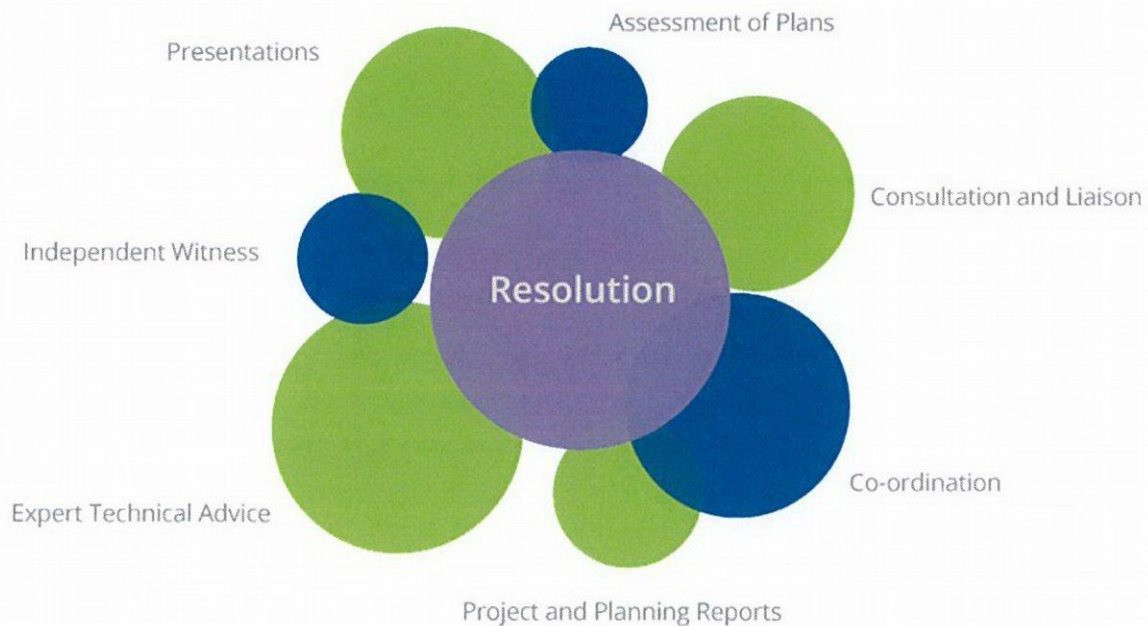 Assessment of Plans
Presentations
Consultation and Liaison
Independent Witness
Resolution
Co-ordination
Expert Technical Advice
Project and Planning Reports